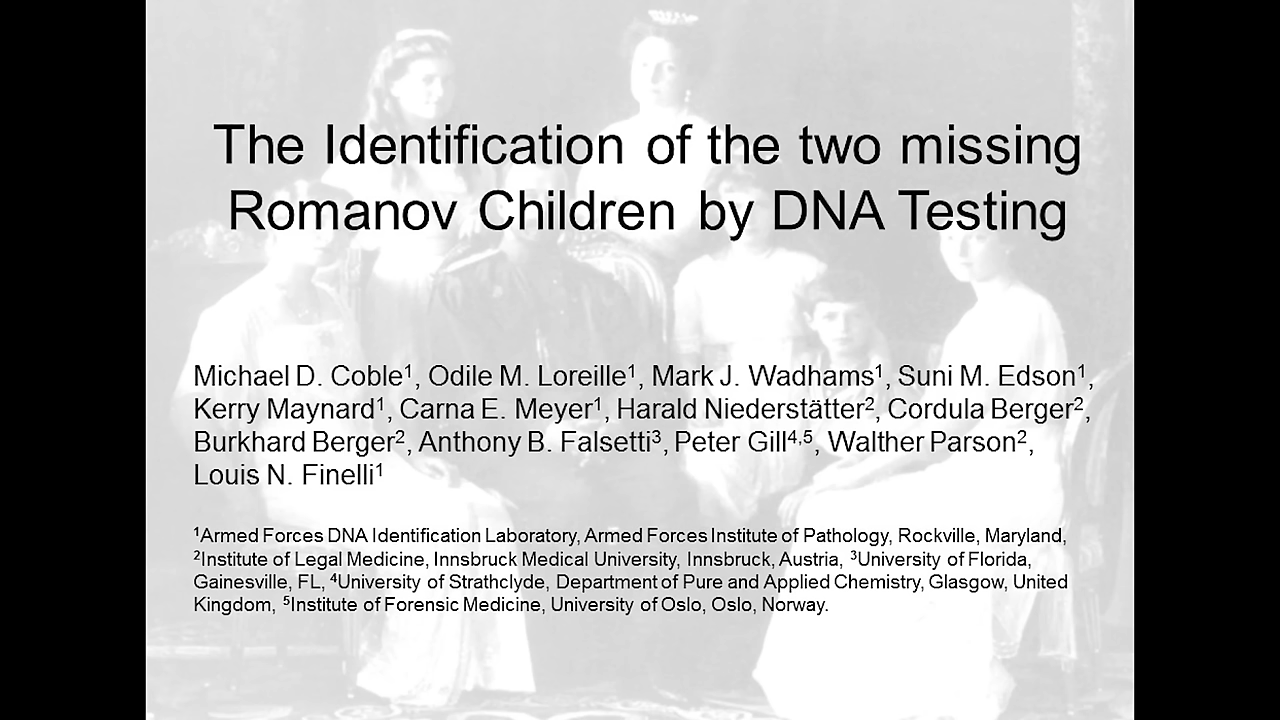 The Identification of the two missing
Romanov Children by DNA Testing
Michael D. Coble¹, Odile M. Loreille¹, Mark J. Wadhams¹, Suni M. Edson¹,
Kerry Maynard¹, Carna E. Meyer¹, Harald Niederstätter², Cordula Berger²,
Burkhard Berger², Anthony B. Falsetti³, Peter Gill⁴,⁵, Walther Parson²,
Louis N. Finelli¹
¹Armed Forces DNA Identification Laboratory, Armed Forces Institute of Pathology, Rockville, Maryland,
²Institute of Legal Medicine, Innsbruck Medical University, Innsbruck, Austria, ³University of Florida,
Gainesville, FL, ⁴University of Strathclyde, Department of Pure and Applied Chemistry, Glasgow, United
Kingdom, ⁵Institute of Forensic Medicine, University of Oslo, Oslo, Norway.